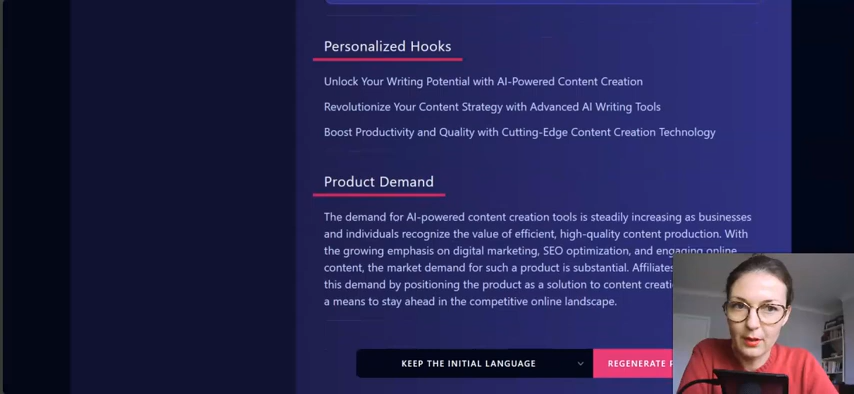 Personalized Hooks
Unlock Your Writing Potential with AI-Powered Content Creation
Revolutionize Your Content Strategy with Advanced AI Writing Tools
Boost Productivity and Quality with Cutting-Edge Content Creation Technology
Product Demand
The demand for AI-powered content creation tools is steadily increasing as businesses
and individuals recognize the value of efficient, high-quality content production. With
the growing emphasis on digital marketing, SEO optimization, and engaging online
content, the market demand for such a product is substantial. Affiliates
this demand by positioning the product as a solution to content
a means to stay ahead in the competitive online landscape.
KEEP THE INITIAL LANGUAGE
REGENERATE